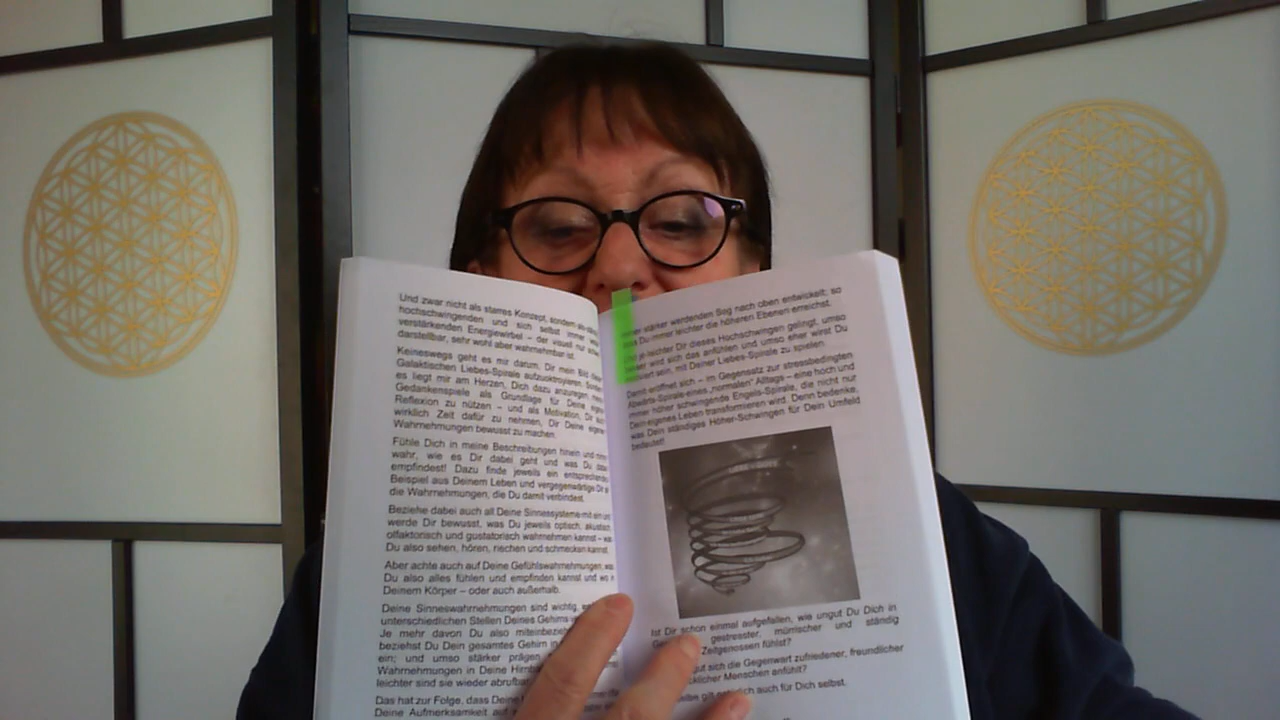 Und zwar nicht als starres Konzept, sondern als
hochschwingenden und sich selbst immer
verstärkenden Energiewirbel – der visuell nur
darstellbar, sehr wohl aber wahrnehmbar ist.
Keineswegs geht es mir darum, Dir mein Bild
Galaktischen Liebes-Spirale aufzuoktroyieren.
es liegt mir am Herzen, Dich dazu anzuregen,
Gedankenspiele als Grundlage für Deine
Reflexion zu nützen – und als Motivation, Dir
wirklich Zeit dafür zu nehmen, Dir Deine
Wahrnehmungen bewusst zu machen.
Fühle Dich in meine Beschreibungen hinein und
wahr, wie es Dir dabei geht und was Du
empfindest! Dazu finde jeweils ein
Beispiel aus Deinem Leben und vergegenwärtige Dir
die Wahrnehmungen, die Du damit verbindest.
Beziehe dabei auch all Deine Sinnessysteme mit ein
werde Dir bewusst, was Du jeweils optisch,
olfaktorisch und gustatorisch wahrnehmen kannst –
Du also sehen, hören, riechen und schmecken kannst.
Aber achte auch auf Deine Gefühlswahrnehmungen,
Du also alles fühlen und empfinden kannst und wo
Deinem Körper – oder auch außerhalb.
Deine Sinneswahrnehmungen sind wichtig,
unterschiedlichen Stellen Deines Gehirns
Je mehr davon Du also miteinbeziehst,
beziehst Du Dein gesamtes Gehirn
ein; und umso stärker prägen
Wahrnehmungen in Deine
leichter sind sie wieder abrufbar
Das hat zur Folge, dass Deine
Deine Aufmerksamkeit auf
stärker werdenden Sog nach oben entwickelt; so
Du immer leichter die höheren Ebenen erreichst.
leichter Dir dieses Hochschwingen gelingt, umso
wird sich das anfühlen und umso eher wirst Du
sein, mit Deiner Liebes-Spirale zu spielen.
Damit eröffnet sich – im Gegensatz zur stressbedingten
Abwärts-Spirale eines „normalen“ Alltags – eine hoch und
immer höher schwingende Engels-Spirale, die nicht nur
Dein eigenes Leben transformieren wird. Denn bedenke,
was Dein ständiges Höher-Schwingen für Dein Umfeld
bedeutet!
Ist Dir schon einmal aufgefallen, wie ungut Du Dich in
gestresster, mürrischer und ständig
Zeitgenossen fühlst?
gut sich die Gegenwart zufriedener, freundlicher
Menschen anfühlt?
gilt natürlich auch für Dich selbst.